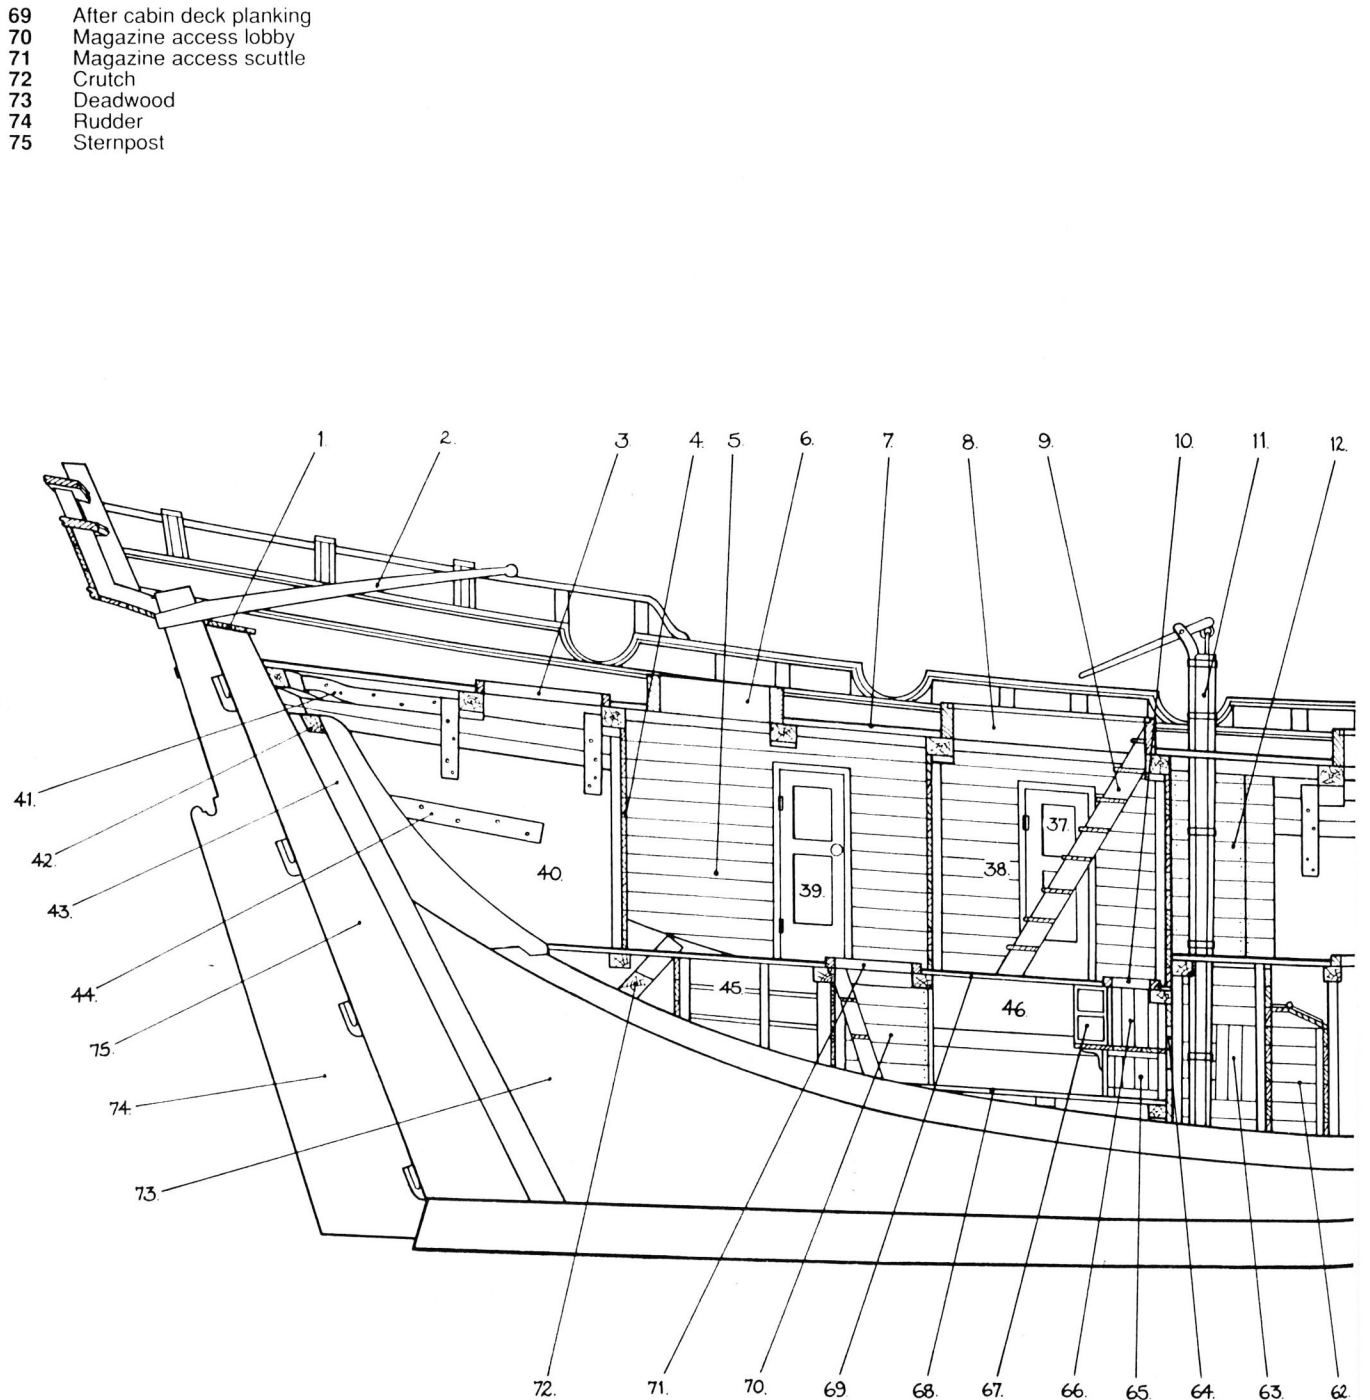 69 After cabin deck planking
70 Magazine access lobby
71 Magazine access scuttle
72 Crutch
73 Deadwood
74 Rudder
75 Sternpost
1. 2. 3. 4. 5. 6. 7. 8. 9. 10. 11. 12.
41.
42.
43.
44.
75.
74.
73.
37.
38.
39.
40.
45.
46.
72. 71. 70. 69. 68. 67. 66. 65. 64. 63. 62.